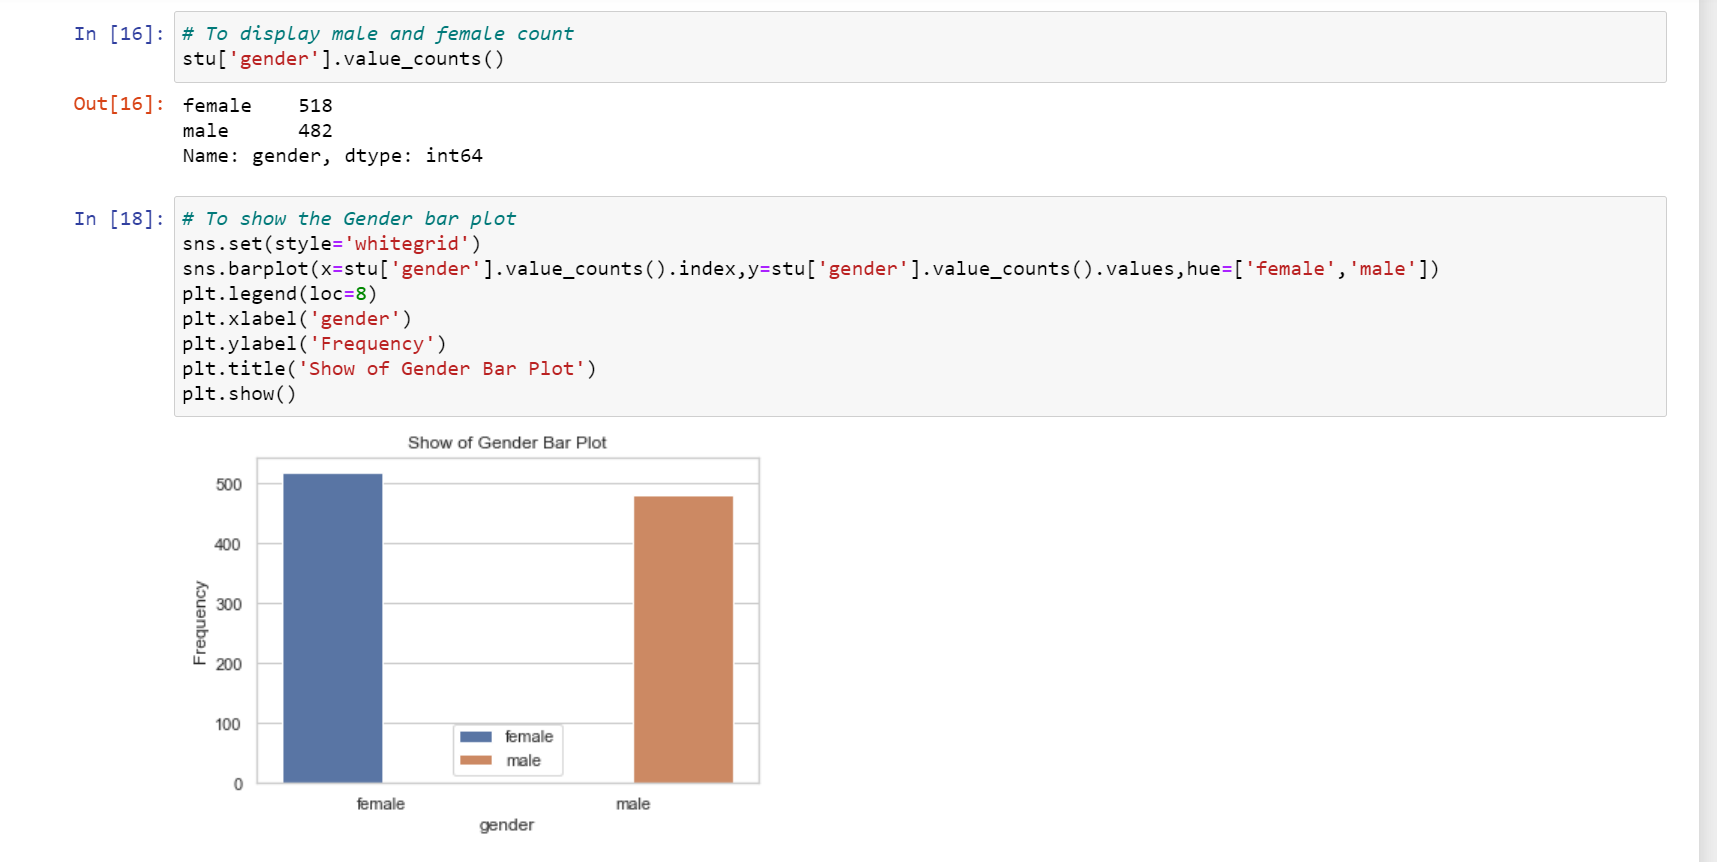 In [16]: # To display male and female count
stu['gender'].value_counts()
Out[16]: female    518
male      482
Name: gender, dtype: int64
In [18]: # To show the Gender bar plot
sns.set(style='whitegrid')
sns.barplot(x=stu['gender'].value_counts().index,y=stu['gender'].value_counts().values,hue=['female','male'])
plt.legend(loc=8)
plt.xlabel('gender')
plt.ylabel('Frequency')
plt.title('Show of Gender Bar Plot')
plt.show()
Show of Gender Bar Plot
500
400
300
200
100
0
Frequency
female
male
female male
gender